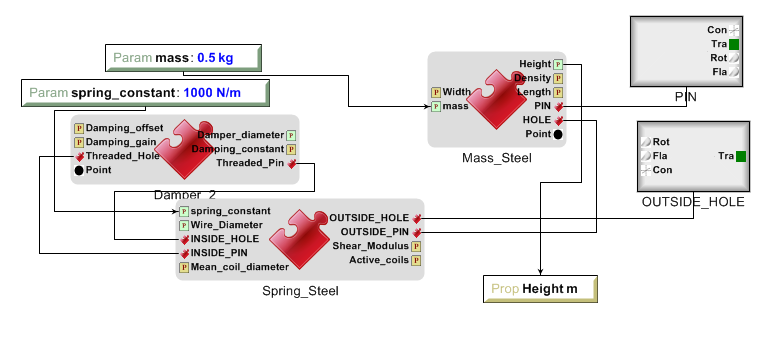 Param mass: 0.5 kg
Param spring_constant: 1000 N/m
Damping_offset
Damping_gain
Threaded_Hole
Point
Damper_diameter
Damping_constant
Threaded_Pin
Damper_2
spring_constant
Wire_Diameter
INSIDE_HOLE
INSIDE_PIN
Mean_coil_diameter
OUTSIDE_HOLE
OUTSIDE_PIN
Shear_Modulus
Active_coils
Spring_Steel
Width
mass
Height
Density
Length
PIN
HOLE
Point
Mass_Steel
Con
Tra
Rot
Fla
PIN
Rot
Fla
Con
Tra
OUTSIDE_HOLE
Prop Height m
P
P
P
P
P
P
P
P
P
P
P
P
P
P